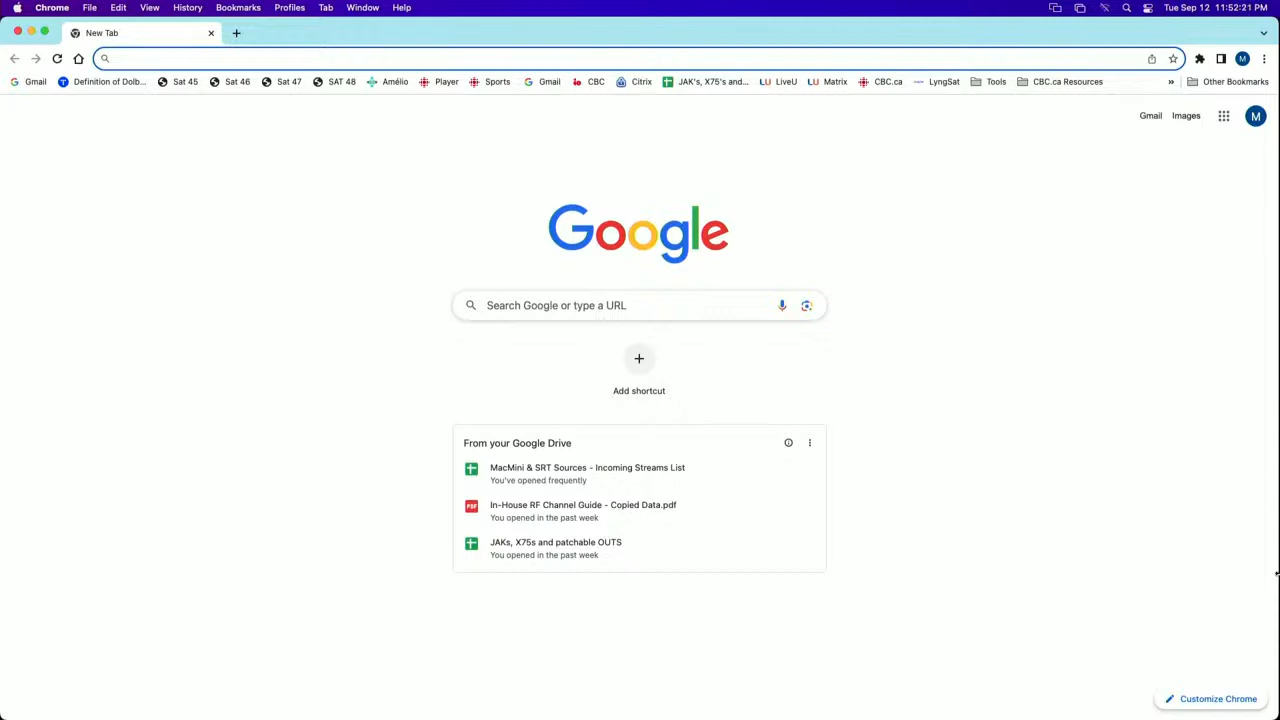 Chrome File Edit View History Bookmarks Profiles Tab Window Help Tue Sep 12 11:52:21 PM
New Tab
Gmail Definition of Dolb... Sat 45 Sat 46 Sat 47 SAT 48 Amélio Player Sports Gmail CBC Citrix JAK's, X75's and... LiveU Matrix CBC.ca LyngSat Tools CBC.ca Resources » Other Bookmarks
Gmail Images M
Google
Search Google or type a URL
Add shortcut
From your Google Drive
MacMini & SRT Sources - Incoming Streams List
You've opened frequently
PDF In-House RF Channel Guide - Copied Data.pdf
You opened in the past week
JAKs, X75s and patchable OUTS
You opened in the past week
Customize Chrome